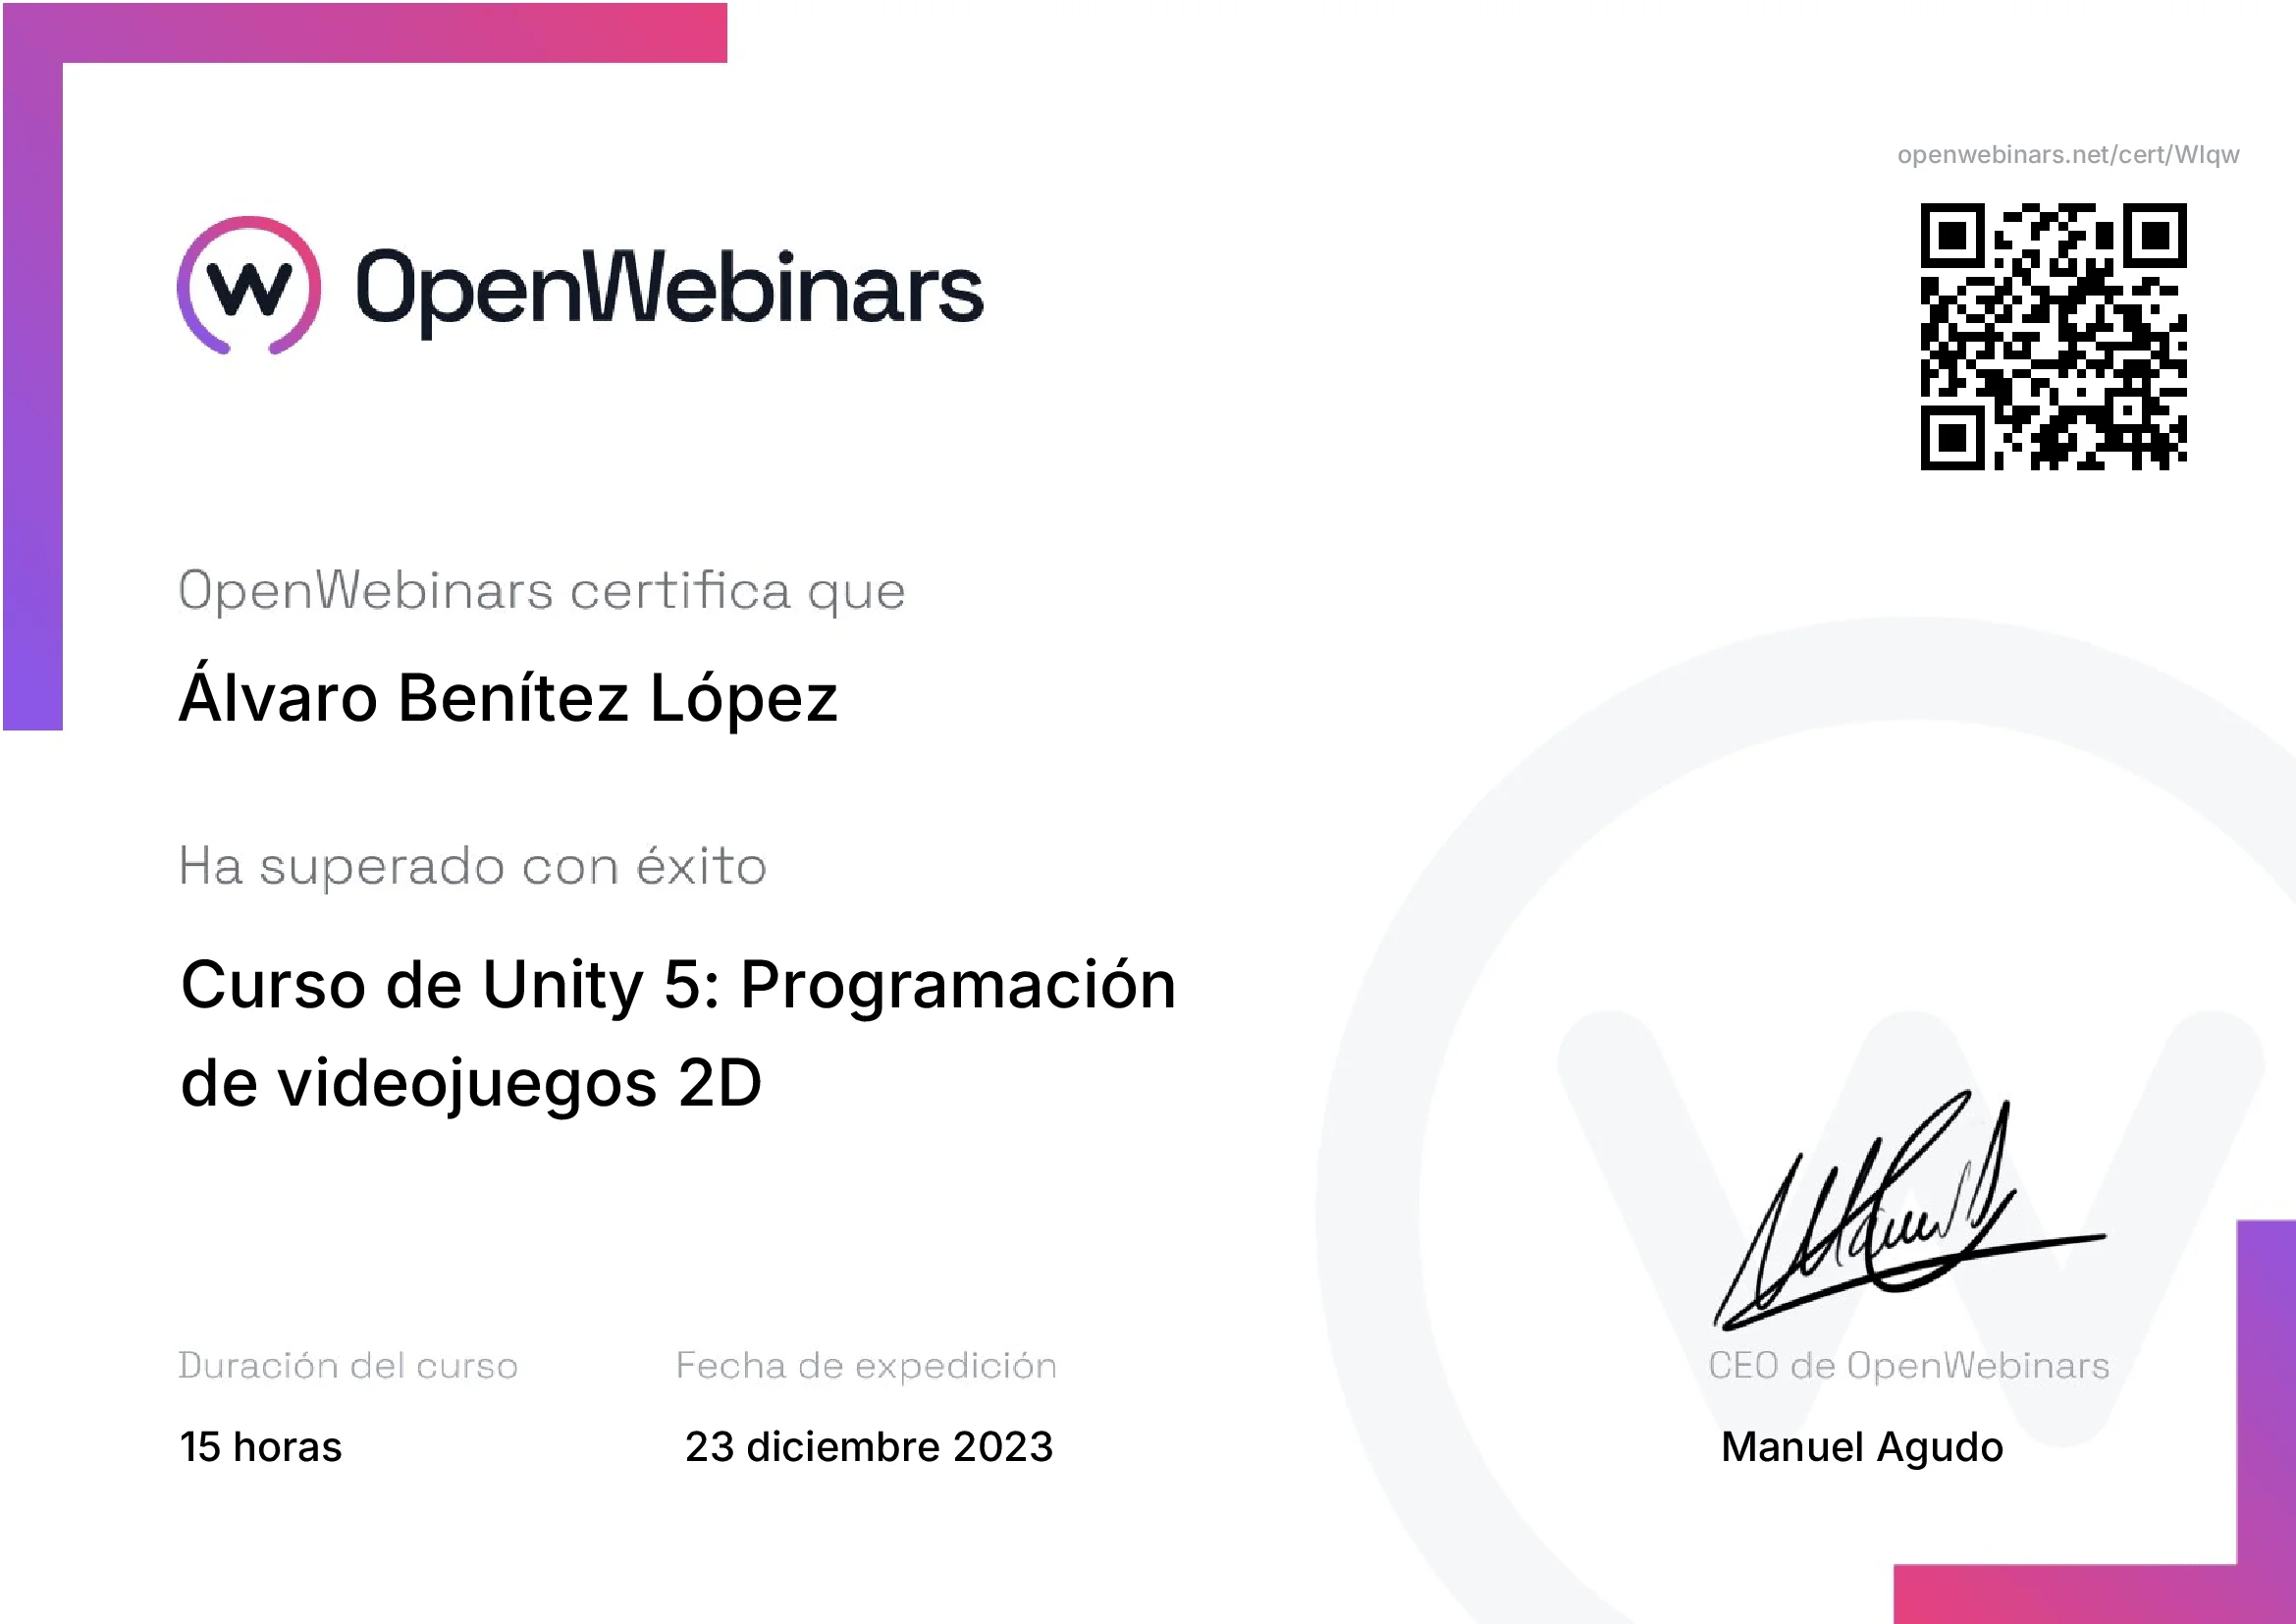 openwebinars.net/cert/WIqw
OpenWebinars
OpenWebinars certifica que
Álvaro Benítez López
Ha superado con éxito
Curso de Unity 5: Programación
de videojuegos 2D
Duración del curso
Fecha de expedición
CEO de OpenWebinars
15 horas
23 diciembre 2023
Manuel Agudo